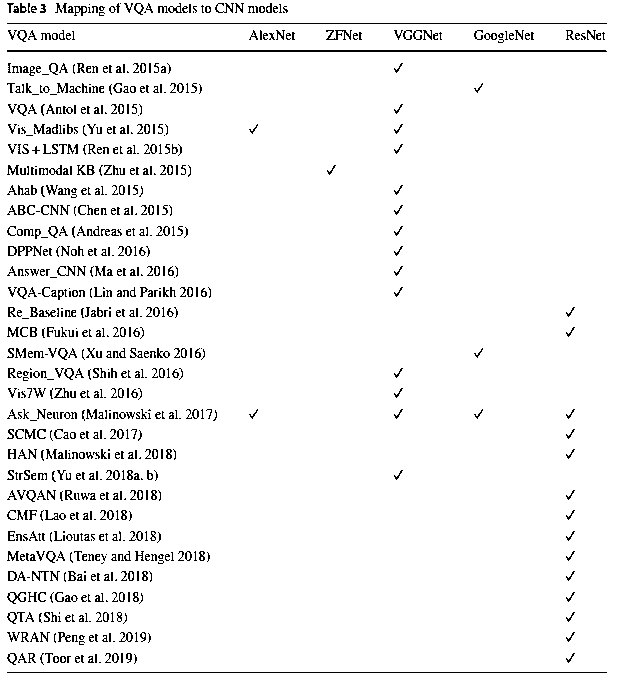 Table 3 Mapping of VQA models to CNN models
VQA model AlexNet ZFNet VGGNet GoogleNet ResNet
Image_QA (Ren et al. 2015a) ✓
Talk_to_Machine (Gao et al. 2015) ✓
VQA (Antol et al. 2015) ✓
Vis_Madlibs (Yu et al. 2015) ✓ ✓
VIS + LSTM (Ren et al. 2015b) ✓
Multimodal KB (Zhu et al. 2015) ✓
Ahab (Wang et al. 2015) ✓
ABC-CNN (Chen et al. 2015) ✓
Comp_QA (Andreas et al. 2015) ✓
DPPNet (Noh et al. 2016) ✓
Answer_CNN (Ma et al. 2016) ✓
VQA-Caption (Lin and Parikh 2016) ✓
Re_Baseline (Jabri et al. 2016) ✓
MCB (Fukui et al. 2016) ✓
SMem-VQA (Xu and Saenko 2016) ✓
Region_VQA (Shih et al. 2016) ✓
Vis7W (Zhu et al. 2016) ✓
Ask_Neuron (Malinowski et al. 2017) ✓ ✓ ✓ ✓
SCMC (Cao et al. 2017) ✓
HAN (Malinowski et al. 2018) ✓
StrSem (Yu et al. 2018a, b) ✓
AVQAN (Ruwa et al. 2018) ✓
CMF (Lao et al. 2018) ✓
EnsAtt (Lioutas et al. 2018) ✓
MetaVQA (Teney and Hengel 2018) ✓
DA-NTN (Bai et al. 2018) ✓
QGHC (Gao et al. 2018) ✓
QTA (Shi et al. 2018) ✓
WRAN (Peng et al. 2019) ✓
QAR (Toor et al. 2019) ✓